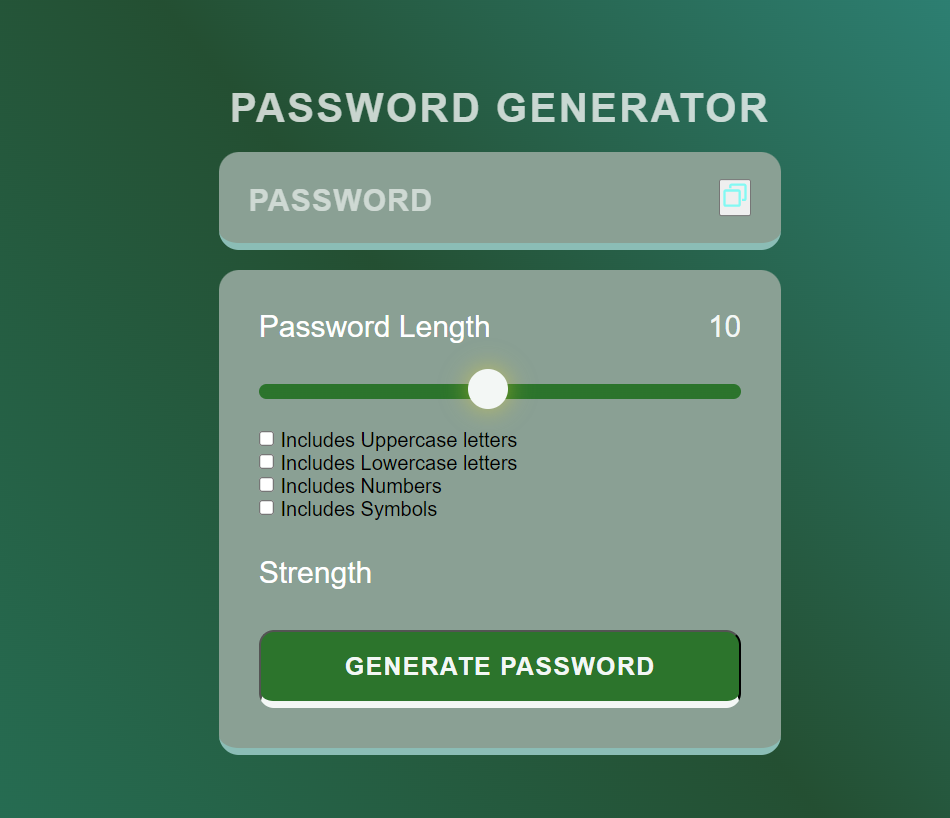 PASSWORD GENERATOR
PASSWORD
Password Length 10
Includes Uppercase letters
Includes Lowercase letters
Includes Numbers
Includes Symbols
Strength
GENERATE PASSWORD